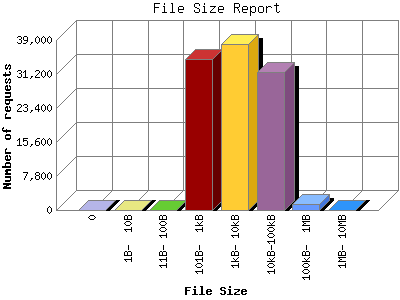 File Size Report
Number of requests
39,000
31,200
23,400
15,600
7,800
0
0
1B- 10B
11B- 100B
101B- 1kB
1kB- 10kB
10kB-100kB
100kB- 1MB
1MB- 10MB
File Size